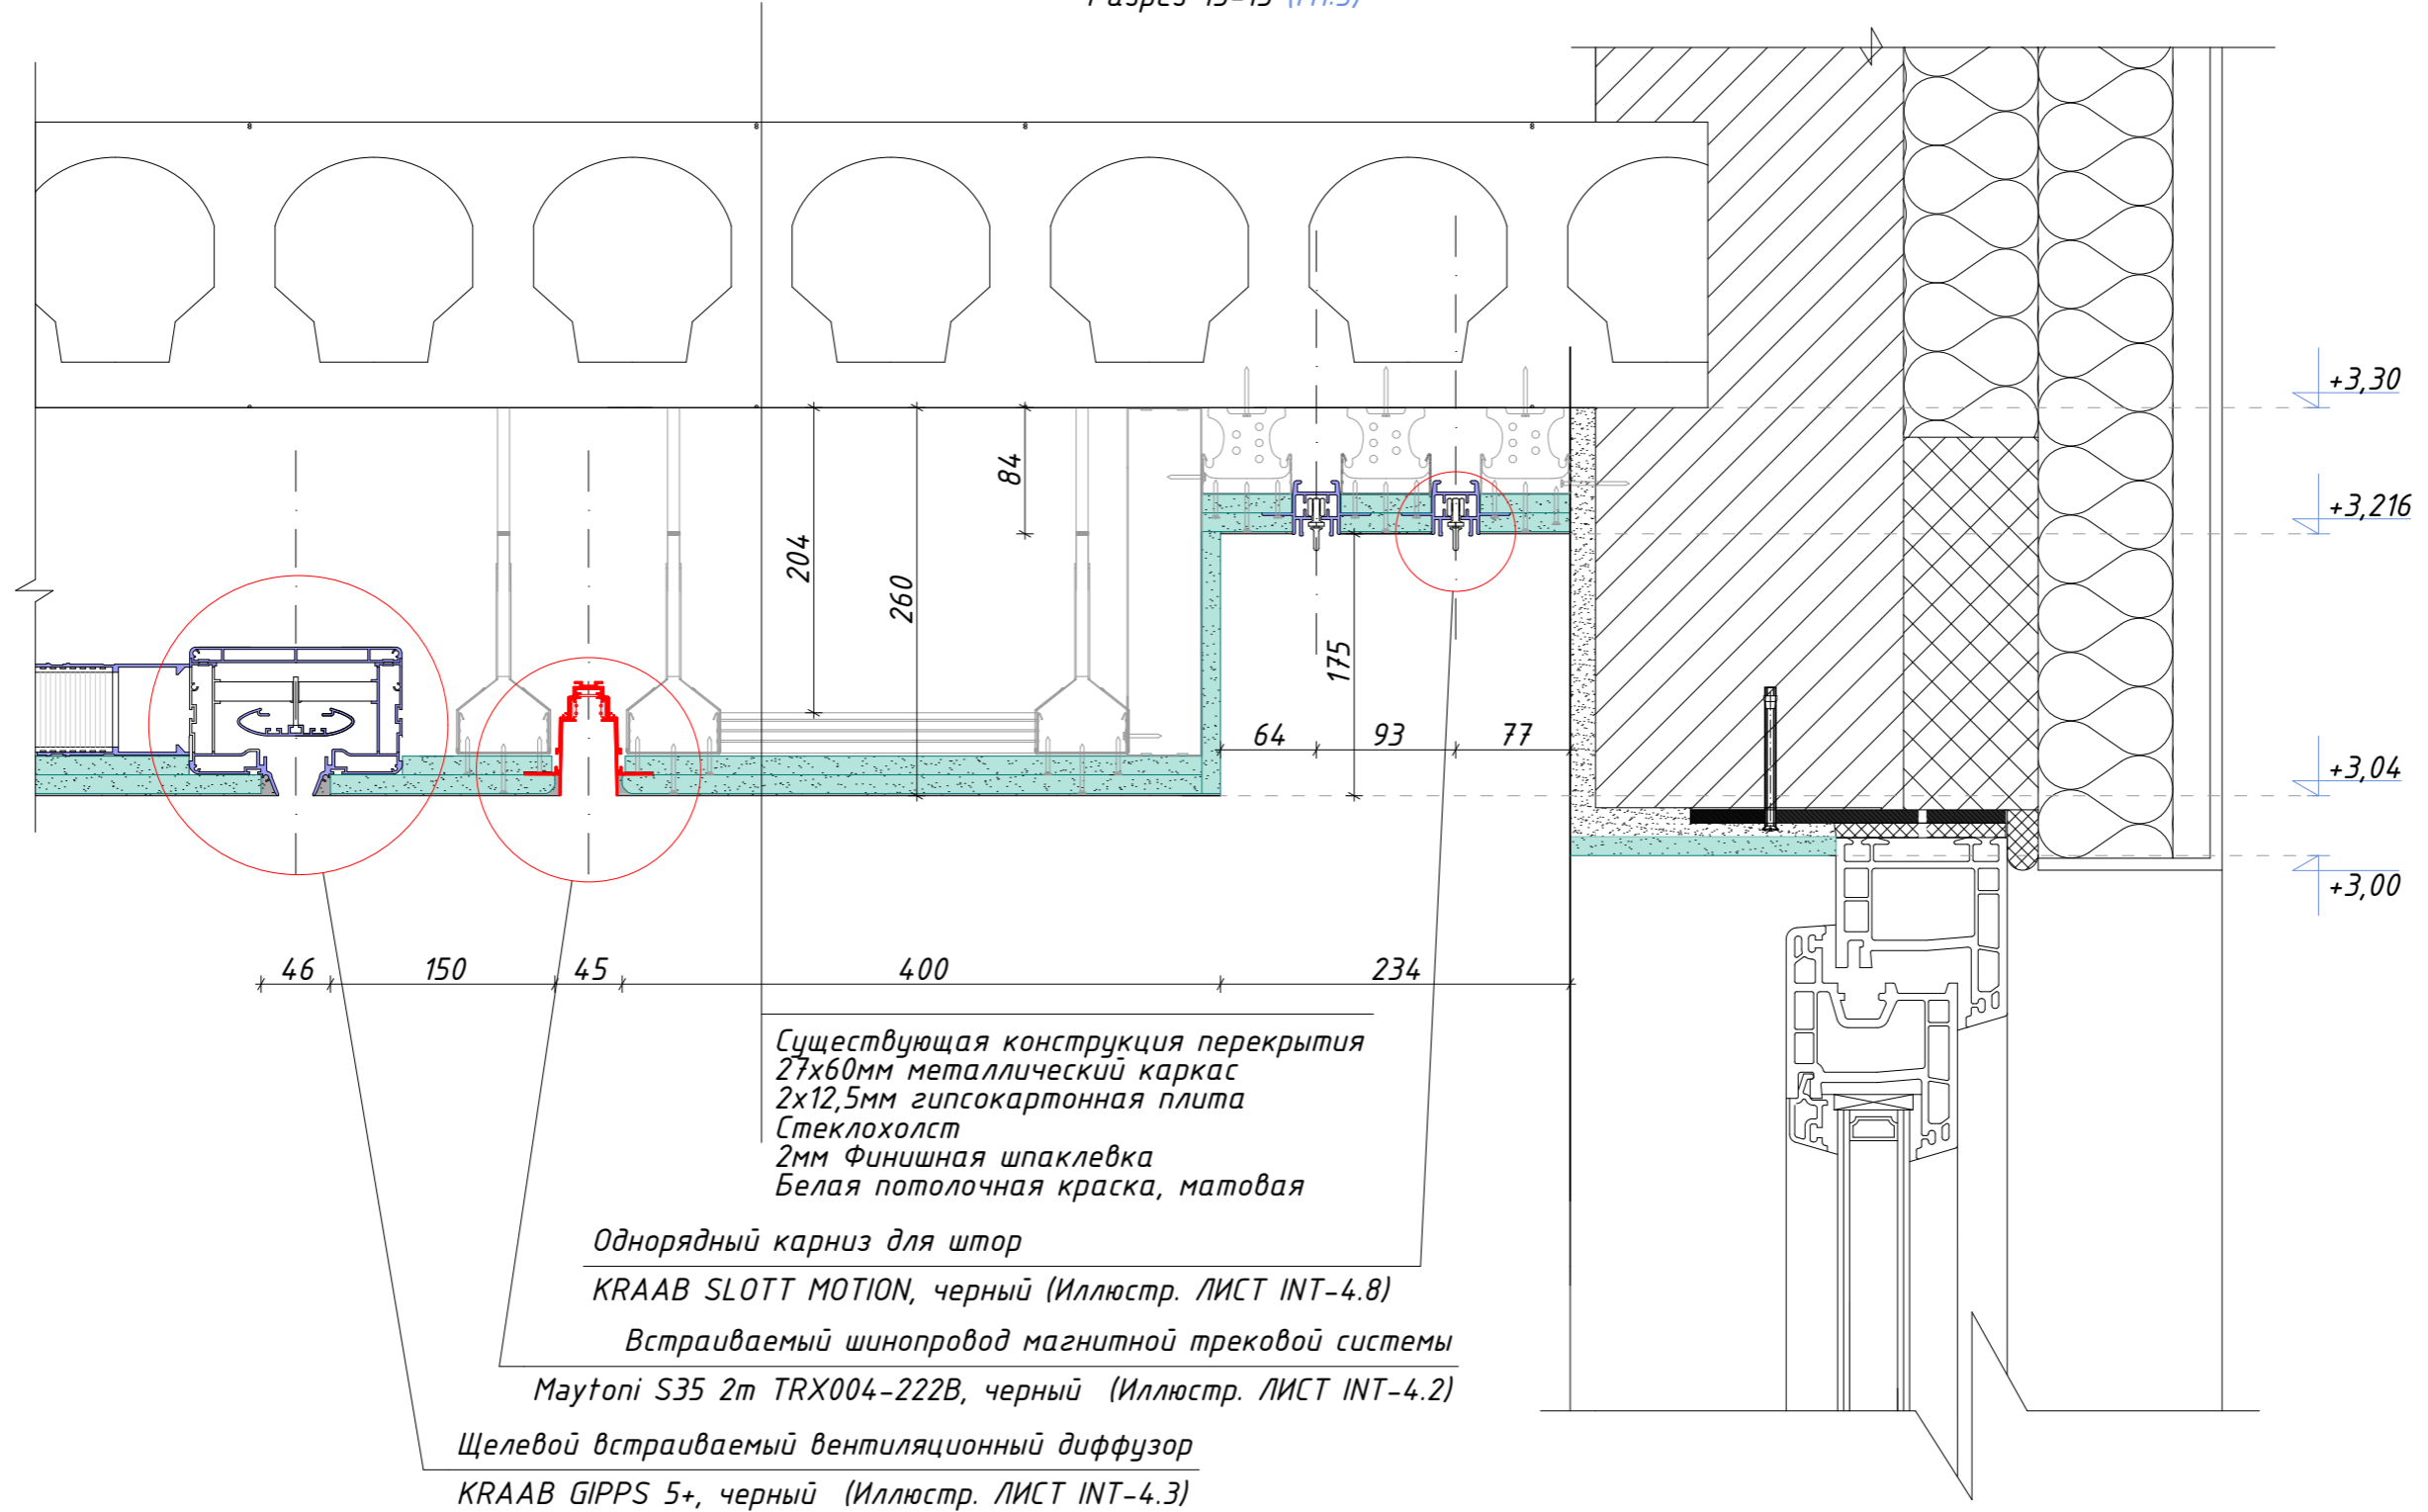 Разрез 13-13
+3,30
+3,216
84
204
260
175
64 93 77
+3,04
+3,00
46 150 45 400 234
Существующая конструкция перекрытия
27х60мм металлический каркас
2х12,5мм гипсокартонная плита
Стеклохолст
2мм Финишная шпаклевка
Белая потолочная краска, матовая
Однорядный карниз для штор
KRAAB SLOTT MOTION, черный (Иллюстр. ЛИСТ INT-4.8)
Встраиваемый шинопровод магнитной трековой системы
Maytoni S35 2m TRX004-222B, черный (Иллюстр. ЛИСТ INT-4.2)
Щелевой встраиваемый вентиляционный диффузор
KRAAB GIPPS 5+, черный (Иллюстр. ЛИСТ INT-4.3)